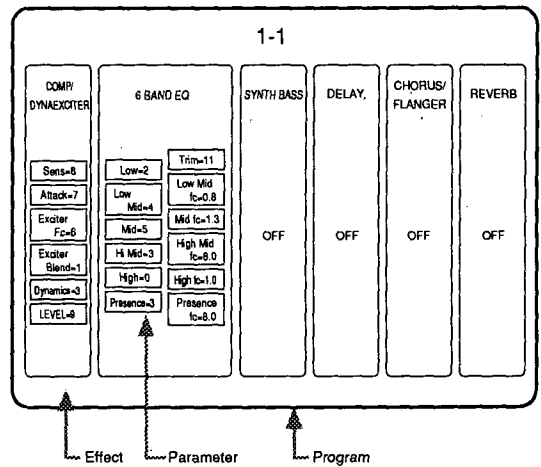 1-1
COMP/
DYNAEXCITER
Sens=8
Attack=7
Exciter
Fc=6
Exciter
Blend=1
Dynamics=3
LEVEL=9
6 BAND EQ
Low=2
Low
Mid=4
Mid=5
Hi Mid=3
High=0
Presence=3
Trim=11
Low Mid
fc=0.8
Mid fc=1.3
High Mid
fc=8.0
High fc=1.0
Presence
fc=8.0
SYNTH BASS
OFF
DELAY
OFF
CHORUS/
FLANGER
OFF
REVERB
OFF
Effect
Parameter
Program